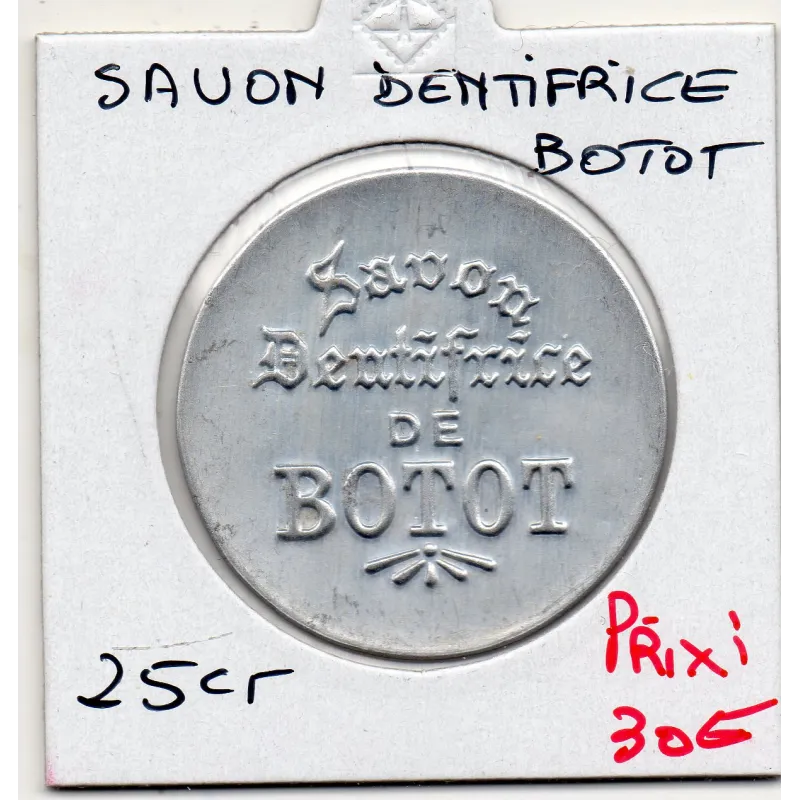 SAVON DENTIFRICE
BOTOT
Savon
Dentifrice
DE
BOTOT
25cr
PRIXi
30€